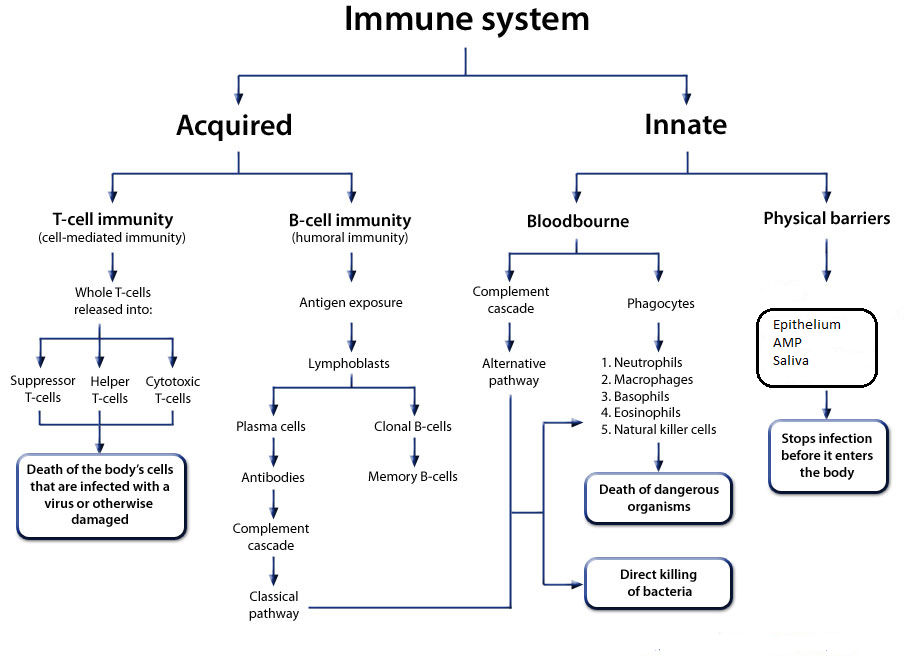 Immune system
Acquired
Innate
T-cell immunity
(cell-mediated immunity)
B-cell immunity
(humoral immunity)
Bloodbourne
Physical barriers
Whole T-cells
released into:
Antigen exposure
Complement
cascade
Phagocytes
Epithelium
AMP
Saliva
Suppressor
T-cells
Helper
T-cells
Cytotoxic
T-cells
Lymphoblasts
Alternative
pathway
1. Neutrophils
2. Macrophages
3. Basophils
4. Eosinophils
5. Natural killer cells
Plasma cells
Clonal B-cells
Stops infection
before it enters
the body
Death of the body's cells
that are infected with a
virus or otherwise
damaged
Antibodies
Memory B-cells
Death of dangerous
organisms
Complement
cascade
Classical
pathway
Direct killing
of bacteria